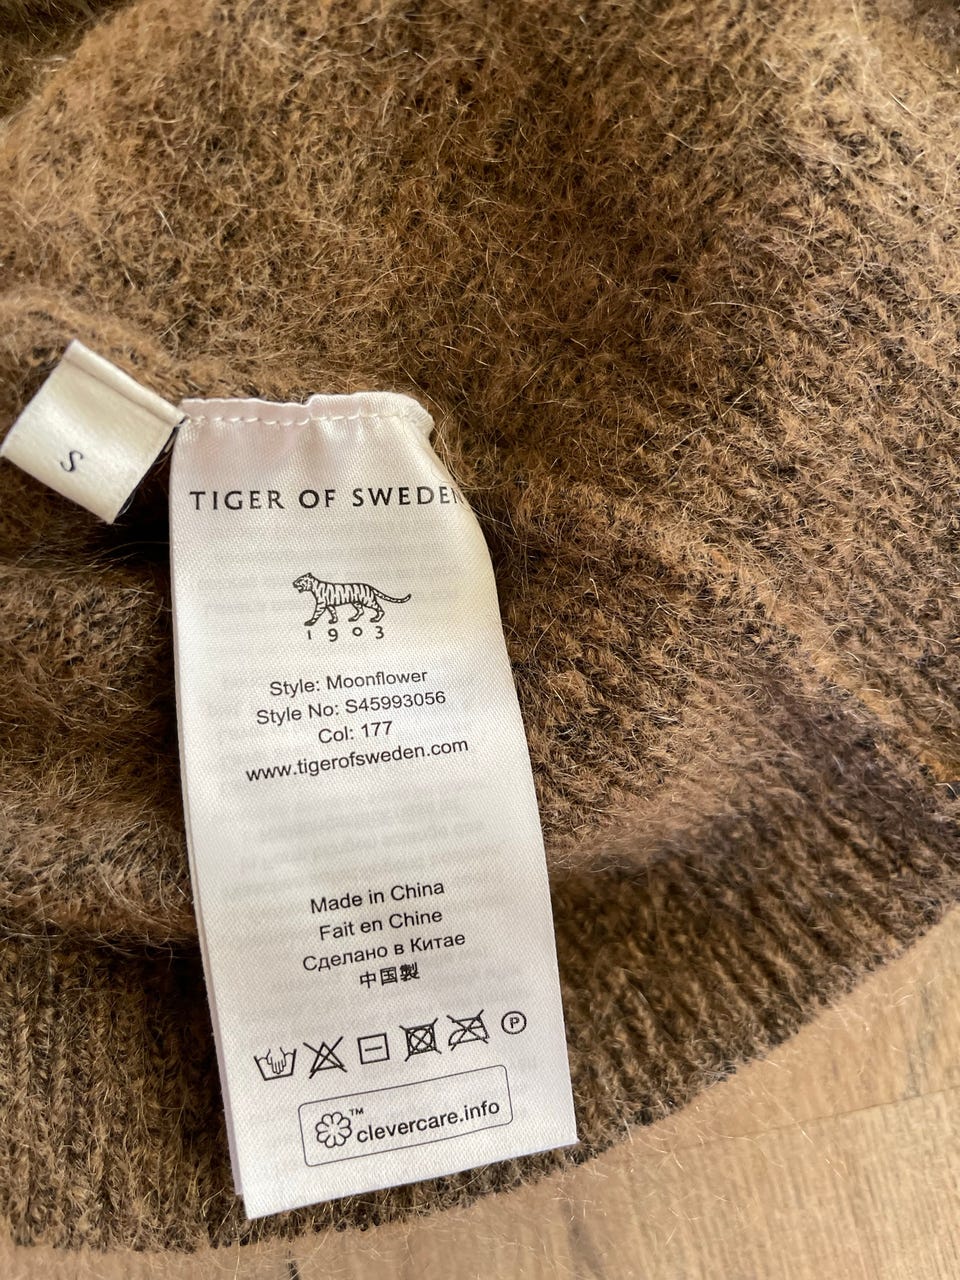 S
TIGER OF SWEDEN
1903
Style: Moonflower
Style No: S45993056
Col: 177
www.tigerofsweden.com
Made in China
Fait en Chine
Сделано в Китае
中国製
P
™ clevercare.info